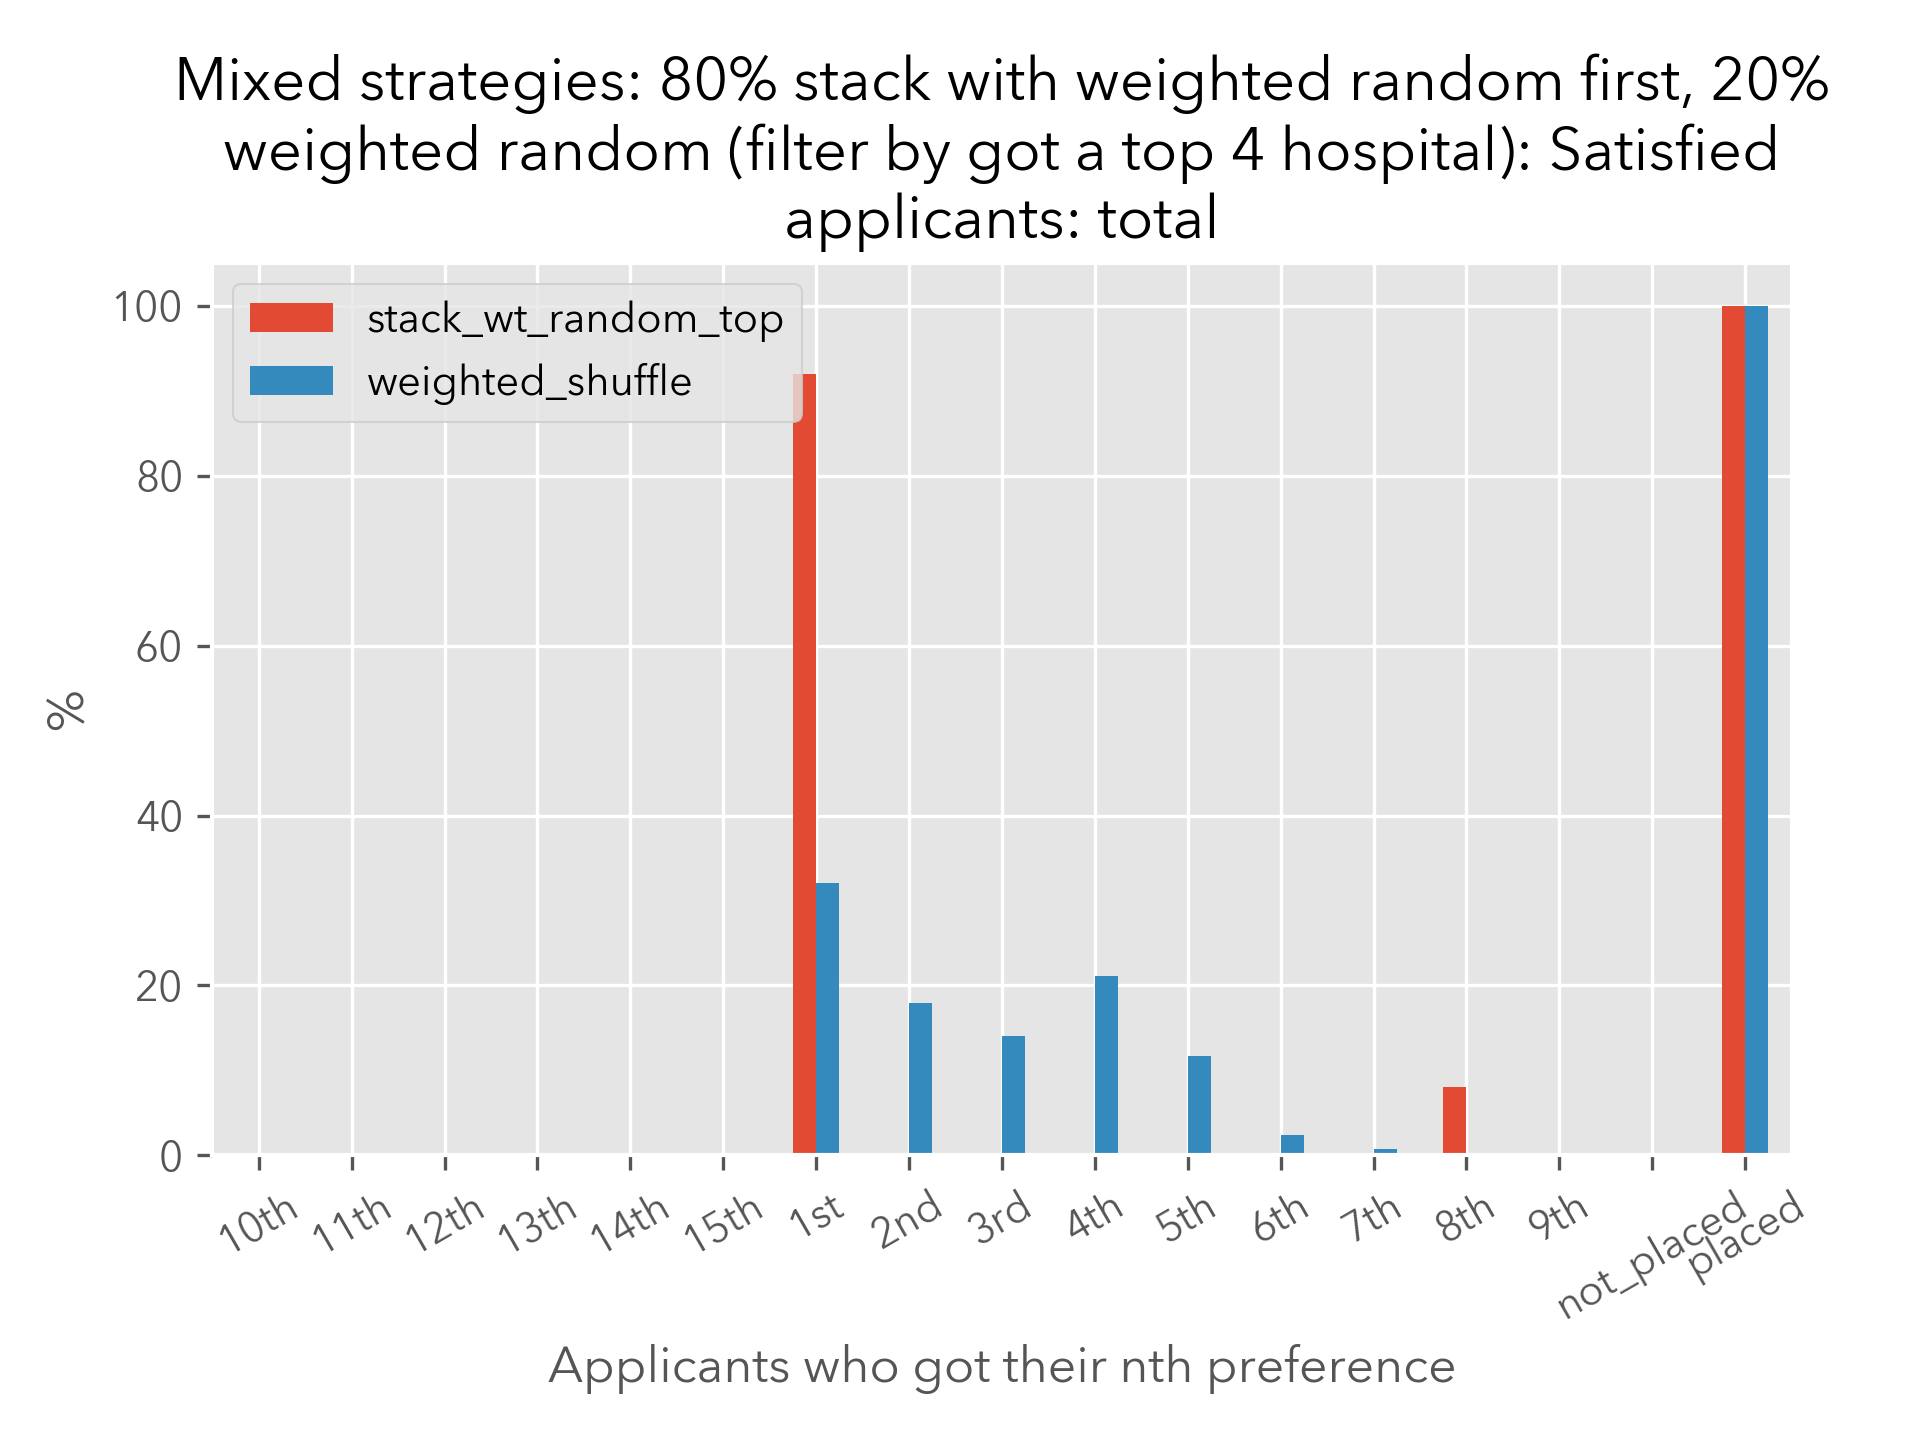 Mixed strategies: 80% stack with weighted random first, 20%
weighted random (filter by got a top 4 hospital): Satisfied
applicants: total
stack_wt_random_top
weighted_shuffle
100
80
60
40
20
0
%
10th 11th 12th 13th 14th 15th 1st 2nd 3rd 4th 5th 6th 7th 8th 9th not_placed placed
Applicants who got their nth preference